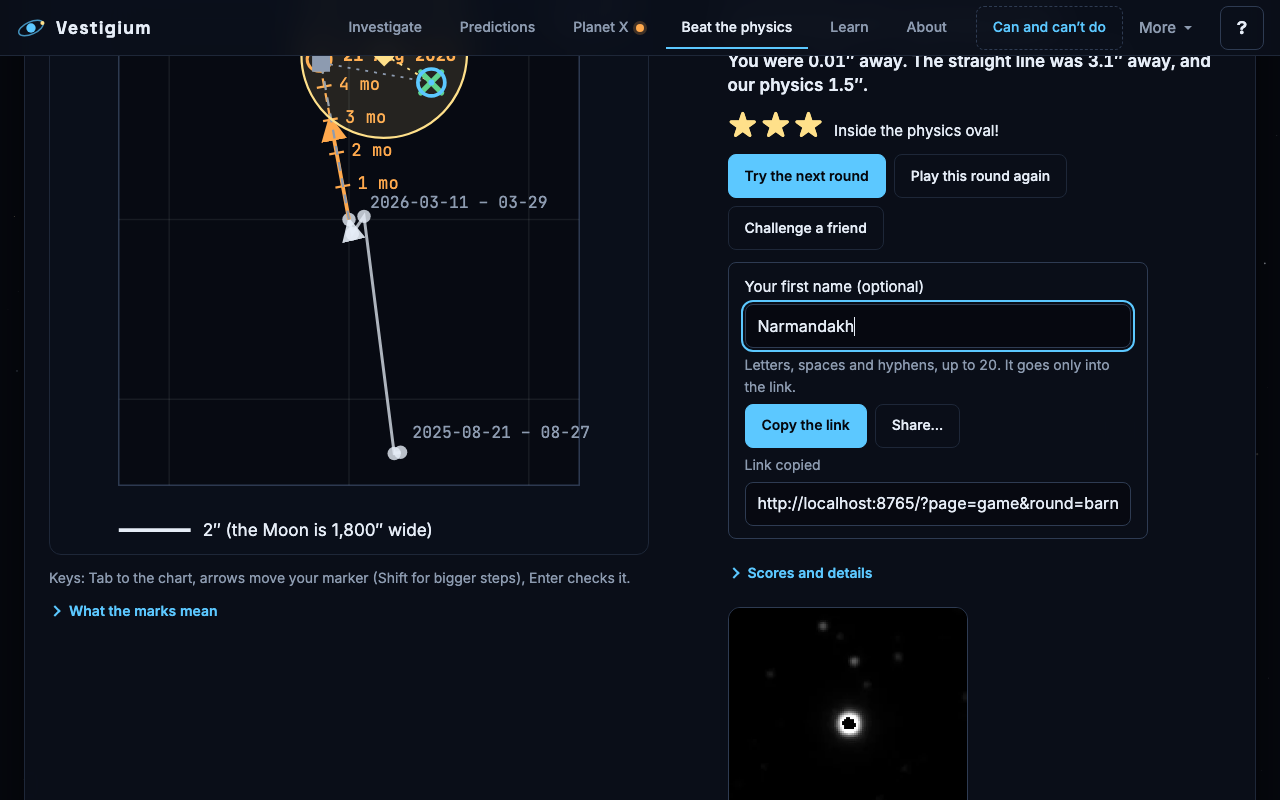 Vestigium
Investigate
Predictions
Planet X
Beat the physics
Learn
About
Can and can't do
More
?
4 mo
3 mo
2 mo
1 mo
2026-03-11 – 03-29
2025-08-21 – 08-27
2″ (the Moon is 1,800″ wide)
Keys: Tab to the chart, arrows move your marker (Shift for bigger steps), Enter checks it.
What the marks mean
You were 0.01″ away. The straight line was 3.1″ away, and
our physics 1.5″.
Inside the physics oval!
Try the next round
Play this round again
Challenge a friend
Your first name (optional)
Narmandakh
Letters, spaces and hyphens, up to 20. It goes only into
the link.
Copy the link
Share...
Link copied
http://localhost:8765/?page=game&round=barn
Scores and details